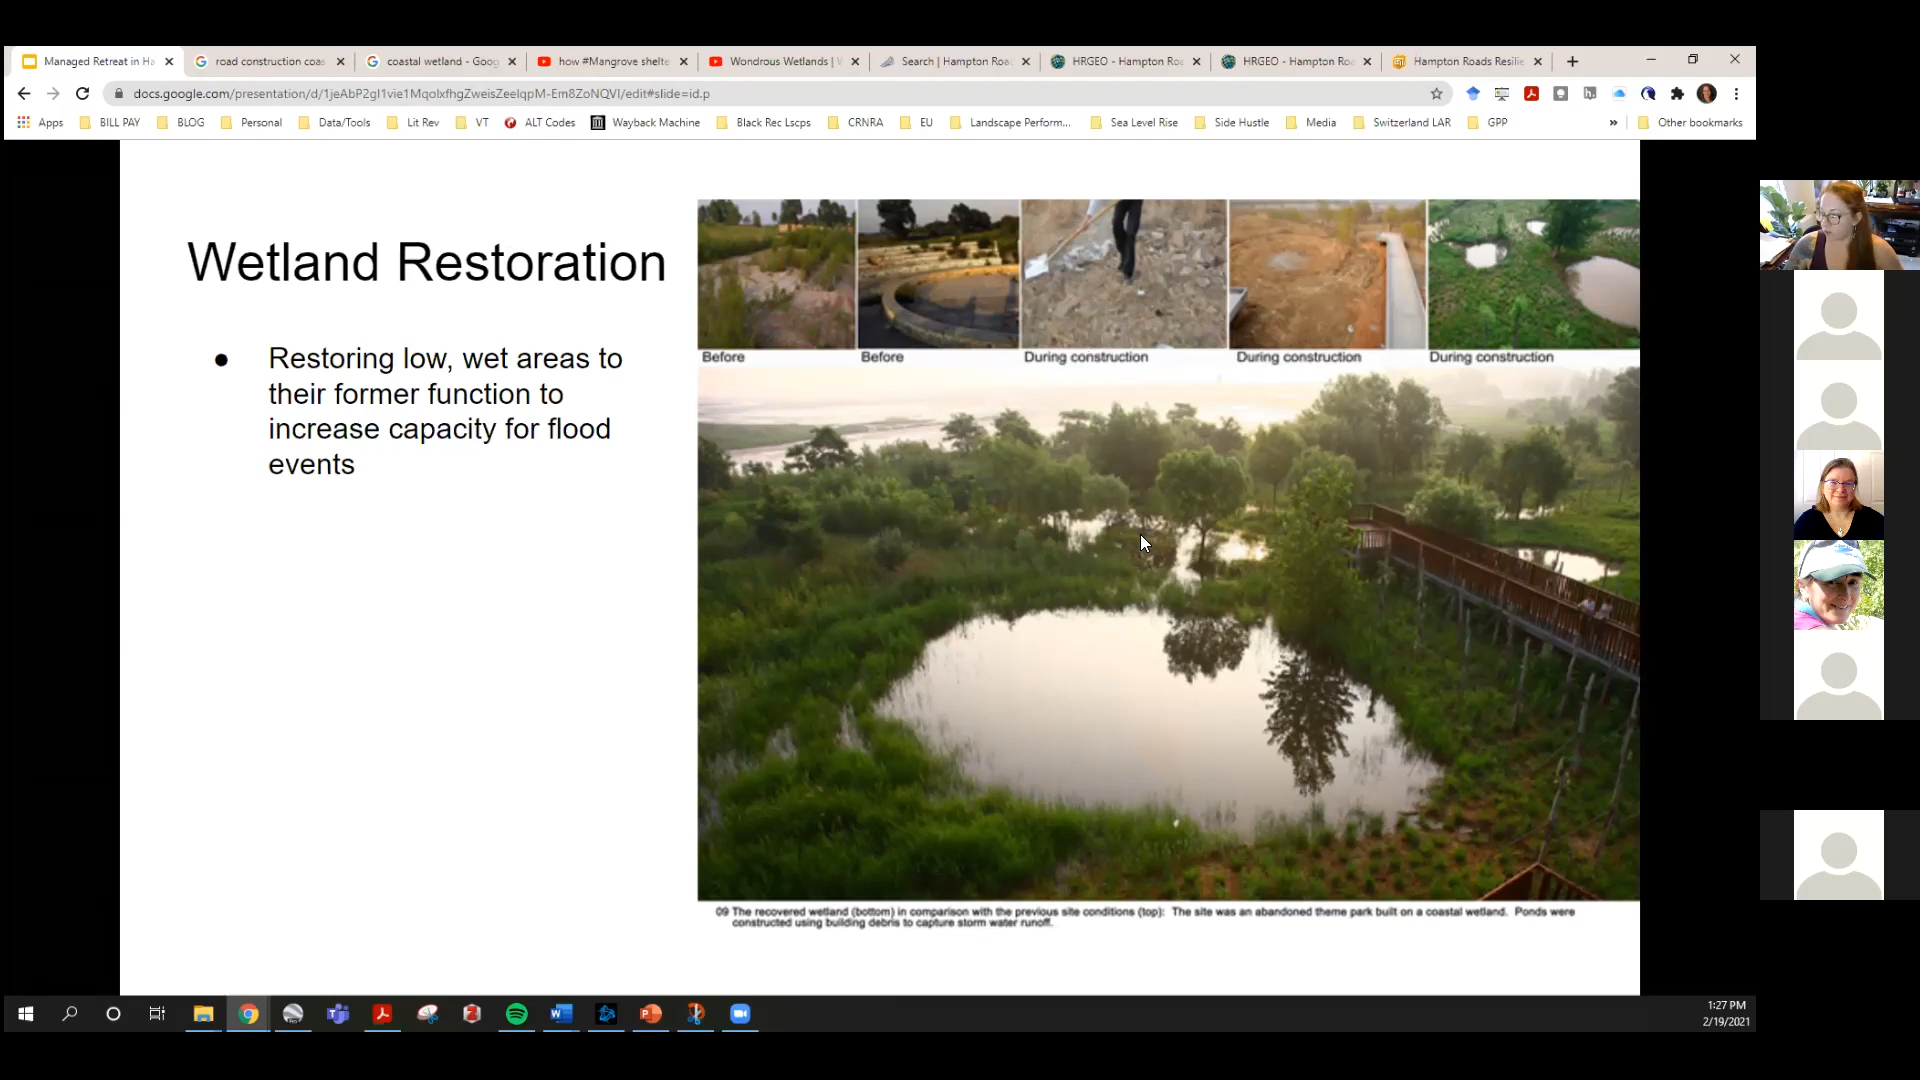 Managed Retreat in Ha
road construction coas
coastal wetland - Goog
how #Mangrove shelte
Wondrous Wetlands | V
Search | Hampton Road
HRGEO - Hampton Roa
HRGEO - Hampton Roa
Hampton Roads Resilie
docs.google.com/presentation/d/1jeAbP2gI1vie1MqolxfhgZweisZeelqpM-Em8ZoNQVI/edit#slide=id.p
Apps
BILL PAY
BLOG
Personal
Data/Tools
Lit Rev
VT
ALT Codes
Wayback Machine
Black Rec Lscps
CRNRA
EU
Landscape Perform...
Sea Level Rise
Side Hustle
Media
Switzerland LAR
GPP
»
Other bookmarks
Wetland Restoration
● Restoring low, wet areas to
their former function to
increase capacity for flood
events
Before
Before
During construction
During construction
During construction
09 The recovered wetland (bottom) in comparison with the previous site conditions (top): The site was an abandoned theme park built on a coastal wetland. Ponds were
constructed using building debris to capture storm water runoff.
1:27 PM
2/19/2021